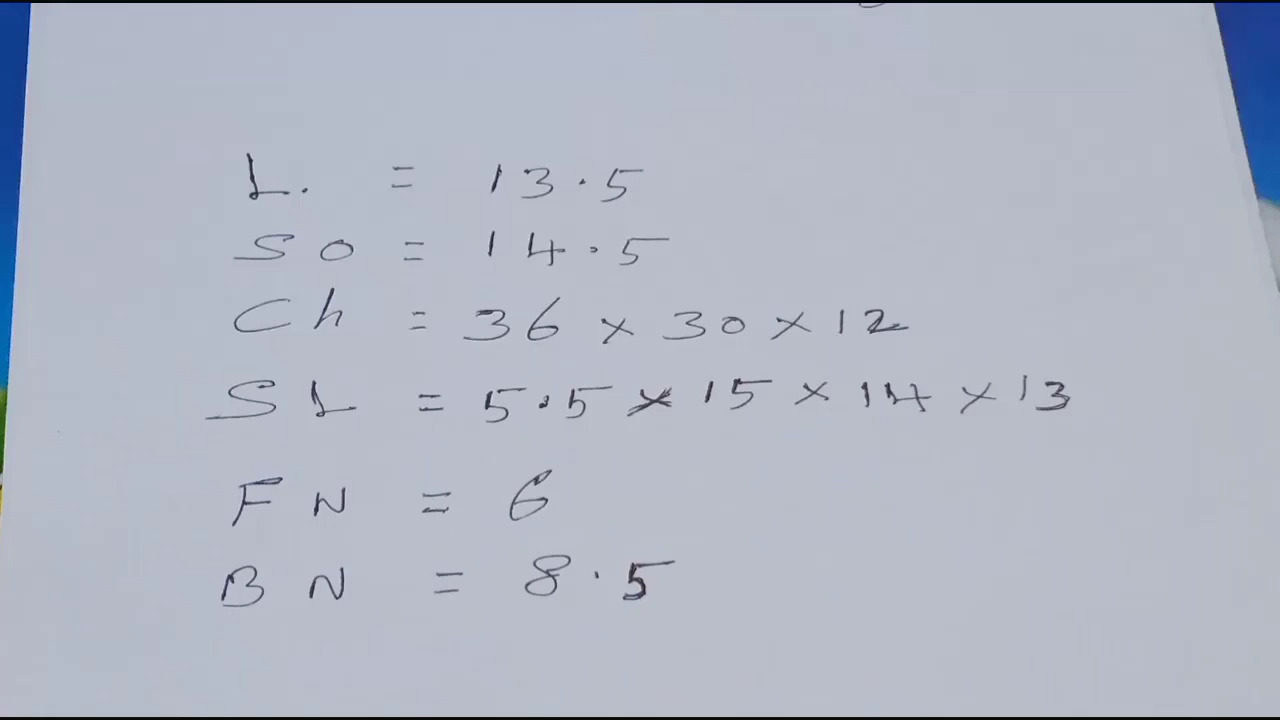 L. = 13.5
SO = 14.5
Ch = 36 x 30 x 12
SL = 5.5 x 15 x 14 x 13
FN = 6
BN = 8.5